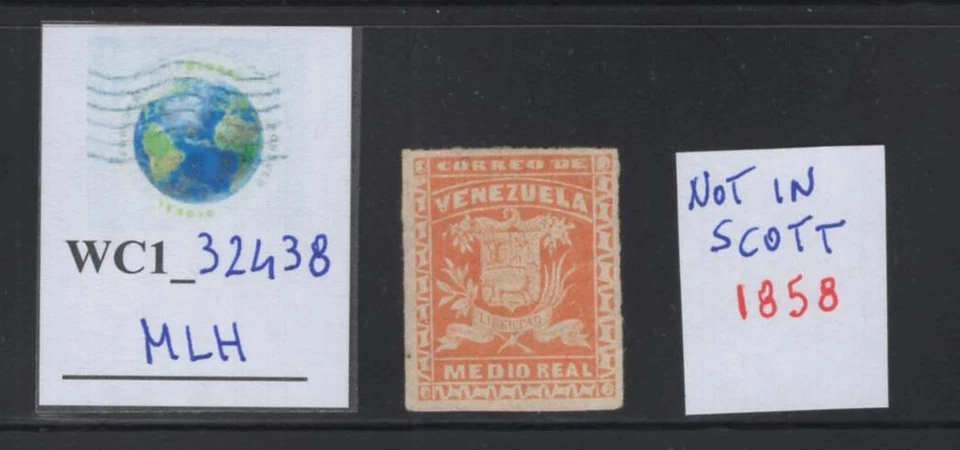 WC1_32438
MLH
CORREO DE
VENEZUELA
LIBERTAD
MEDIO REAL
NOT IN
SCOTT
1858